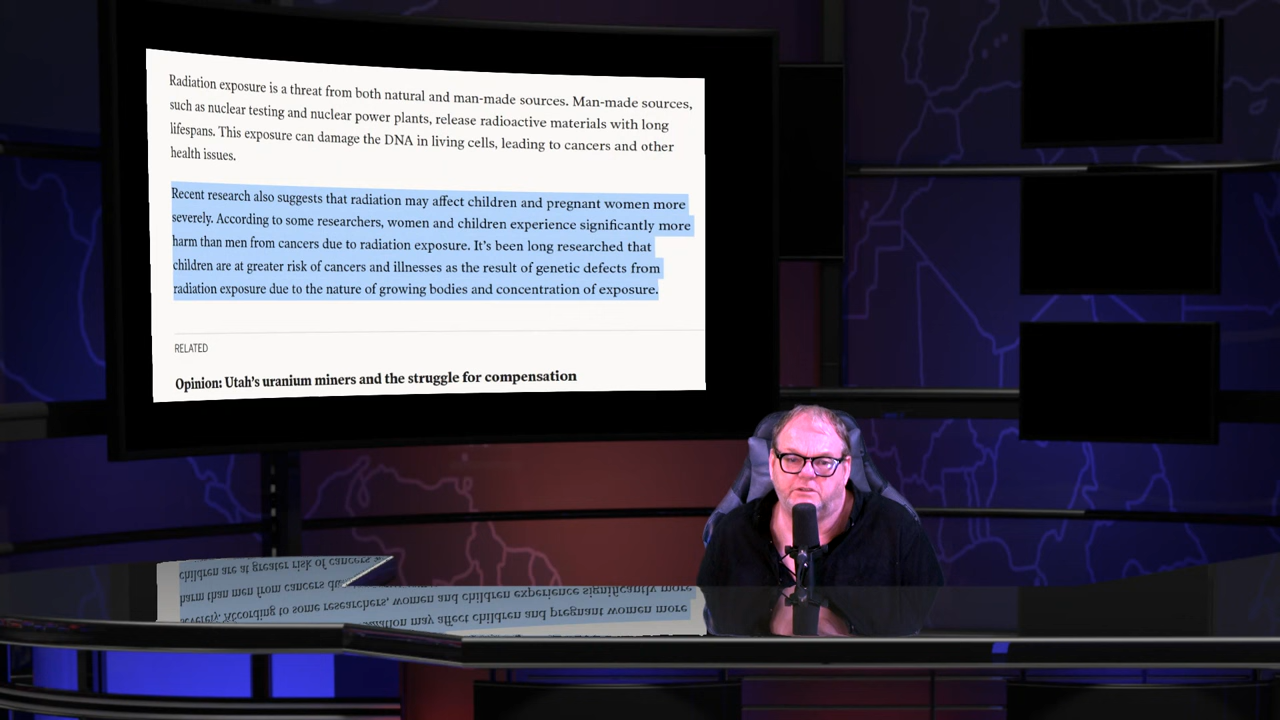 Radiation exposure is a threat from both natural and man-made sources. Man-made sources,
such as nuclear testing and nuclear power plants, release radioactive materials with long
lifespans. This exposure can damage the DNA in living cells, leading to cancers and other
health issues.
Recent research also suggests that radiation may affect children and pregnant women more
severely. According to some researchers, women and children experience significantly more
harm than men from cancers due to radiation exposure. It’s been long researched that
children are at greater risk of cancers and illnesses as the result of genetic defects from
radiation exposure due to the nature of growing bodies and concentration of exposure.
RELATED
Opinion: Utah’s uranium miners and the struggle for compensation